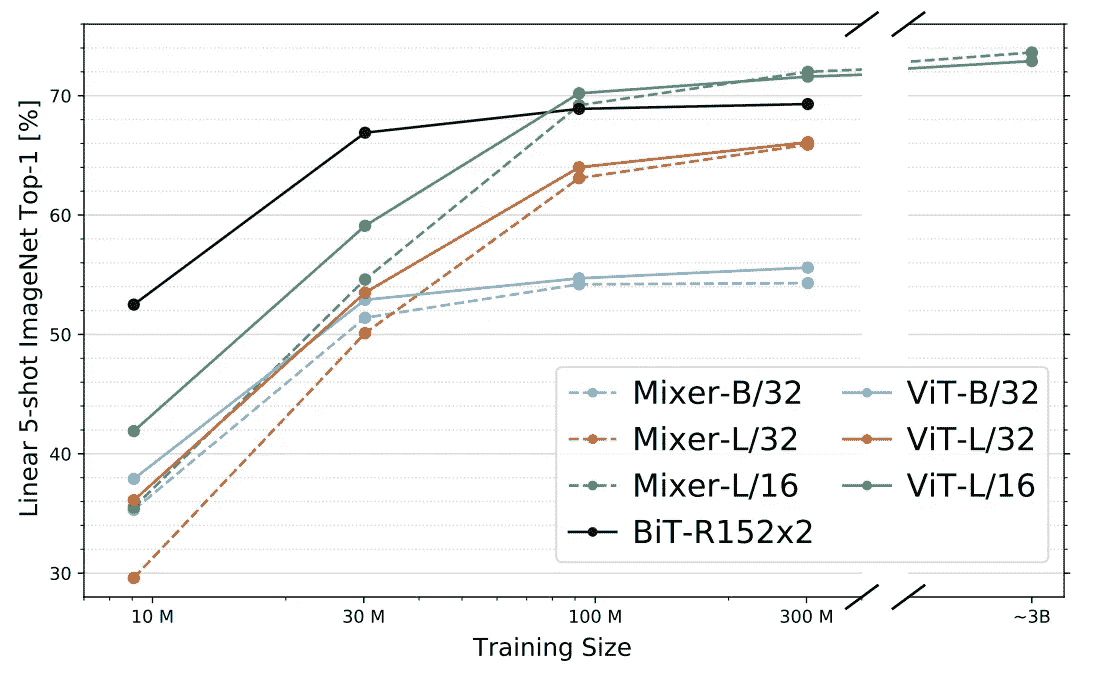 Linear 5-shot ImageNet Top-1 [%]
70
60
50
40
30
Mixer-B/32 ViT-B/32
Mixer-L/32 ViT-L/32
Mixer-L/16 ViT-L/16
BiT-R152x2
10 M 30 M 100 M 300 M ~3B
Training Size